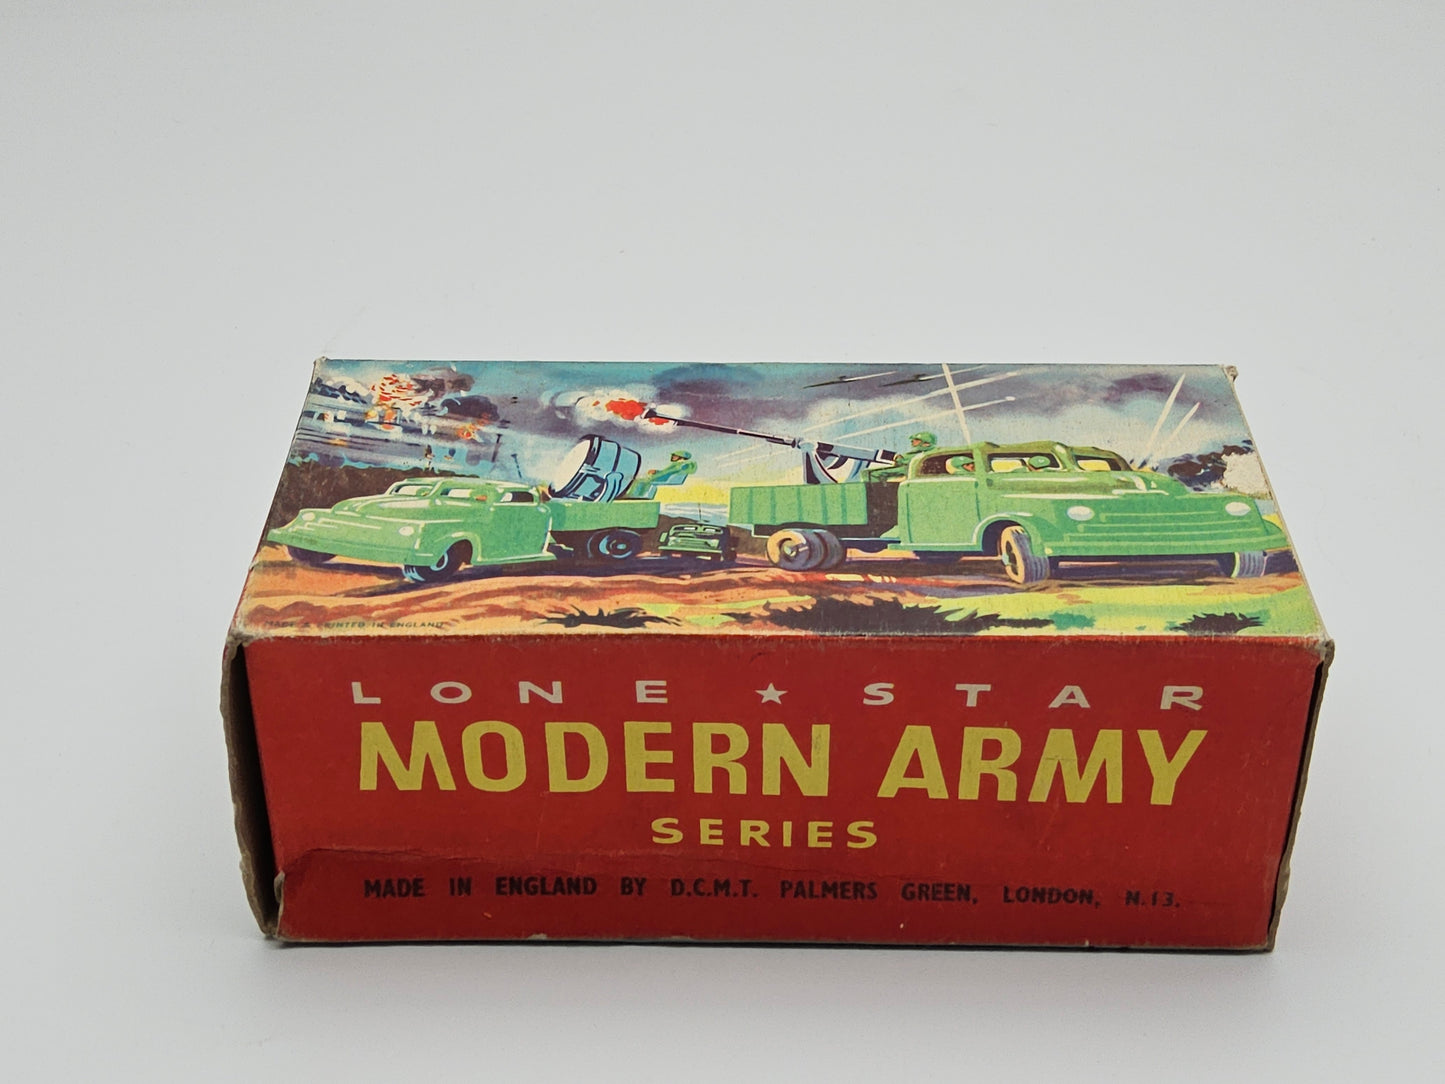 MADE & PRINTED IN ENGLAND
LONE ★ STAR
MODERN ARMY
SERIES
MADE IN ENGLAND BY D.C.M.T. PALMERS GREEN, LONDON, N.13.